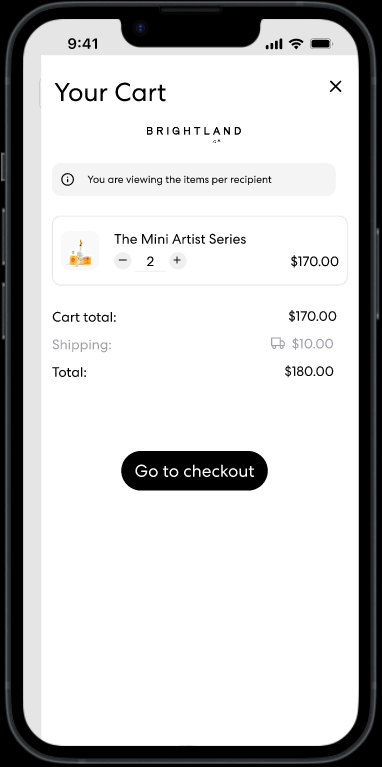 9:41
Your Cart
BRIGHTLAND
CA
You are viewing the items per recipient
The Mini Artist Series
− 2 + $170.00
Cart total: $170.00
Shipping: $10.00
Total: $180.00
Go to checkout